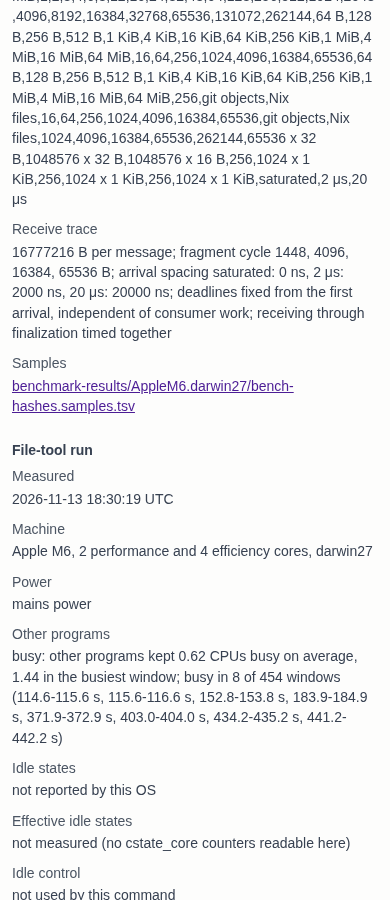 ,4096,8192,16384,32768,65536,131072,262144,64 B,128
B,256 B,512 B,1 KiB,4 KiB,16 KiB,64 KiB,256 KiB,1 MiB,4
MiB,16 MiB,64 MiB,16,64,256,1024,4096,16384,65536,64
B,128 B,256 B,512 B,1 KiB,4 KiB,16 KiB,64 KiB,256 KiB,1
MiB,4 MiB,16 MiB,64 MiB,256,git objects,Nix
files,16,64,256,1024,4096,16384,65536,git objects,Nix
files,1024,4096,16384,65536,262144,65536 x 32
B,1048576 x 32 B,1048576 x 16 B,256,1024 x 1
KiB,256,1024 x 1 KiB,256,1024 x 1 KiB,saturated,2 μs,20
μs
Receive trace
16777216 B per message; fragment cycle 1448, 4096,
16384, 65536 B; arrival spacing saturated: 0 ns, 2 μs:
2000 ns, 20 μs: 20000 ns; deadlines fixed from the first
arrival, independent of consumer work; receiving through
finalization timed together
Samples
benchmark-results/AppleM6.darwin27/bench-
hashes.samples.tsv
File-tool run
Measured
2026-11-13 18:30:19 UTC
Machine
Apple M6, 2 performance and 4 efficiency cores, darwin27
Power
mains power
Other programs
busy: other programs kept 0.62 CPUs busy on average,
1.44 in the busiest window; busy in 8 of 454 windows
(114.6-115.6 s, 115.6-116.6 s, 152.8-153.8 s, 183.9-184.9
s, 371.9-372.9 s, 403.0-404.0 s, 434.2-435.2 s, 441.2-
442.2 s)
Idle states
not reported by this OS
Effective idle states
not measured (no cstate_core counters readable here)
Idle control
not used by this command